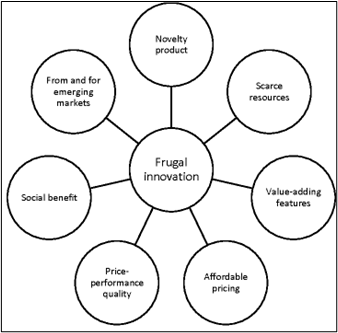 Novelty
product
From and for
emerging
markets
Scarce
resources
Frugal
innovation
Social benefit
Value-adding
features
Price-
performance
quality
Affordable
pricing